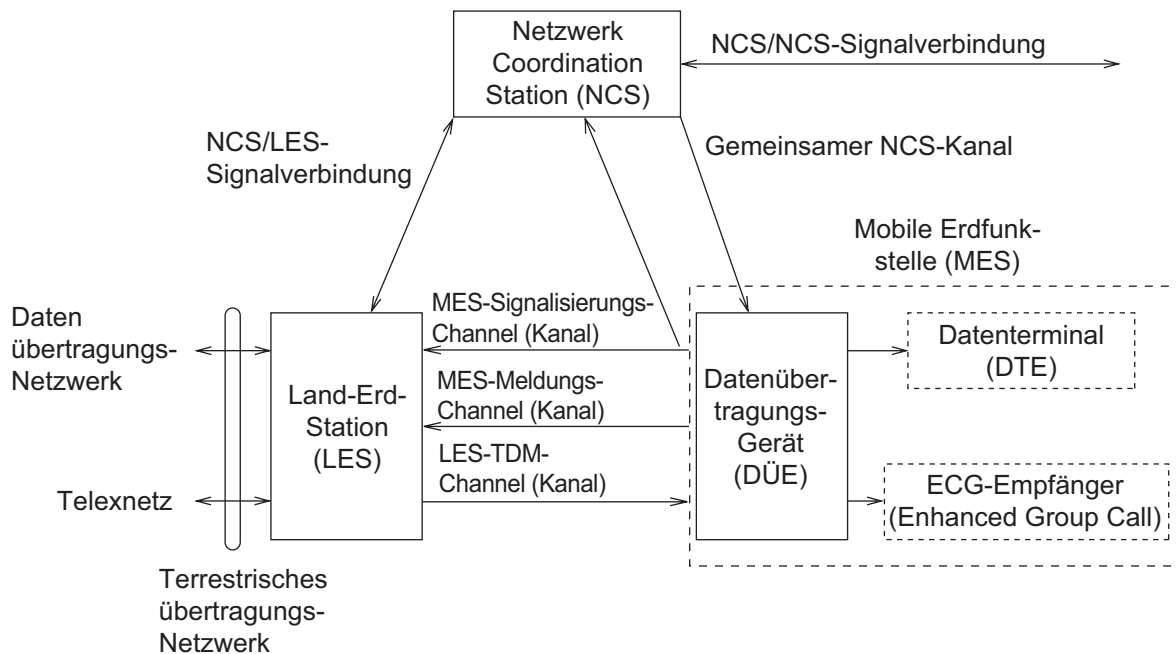 Netzwerk
Coordination
Station (NCS)
NCS/NCS-Signalverbindung
NCS/LES-
Signalverbindung
Gemeinsamer NCS-Kanal
Mobile Erdfunk-
stelle (MES)
Daten
übertragungs-
Netzwerk
Telexnetz
Terrestrisches
übertragungs-
Netzwerk
Land-Erd-
Station
(LES)
MES-Signalisierungs-
Channel (Kanal)
MES-Meldungs-
Channel (Kanal)
LES-TDM-
Channel (Kanal)
Datenüber-
tragungs-
Gerät
(DÜE)
Datenterminal
(DTE)
ECG-Empfänger
(Enhanced Group Call)